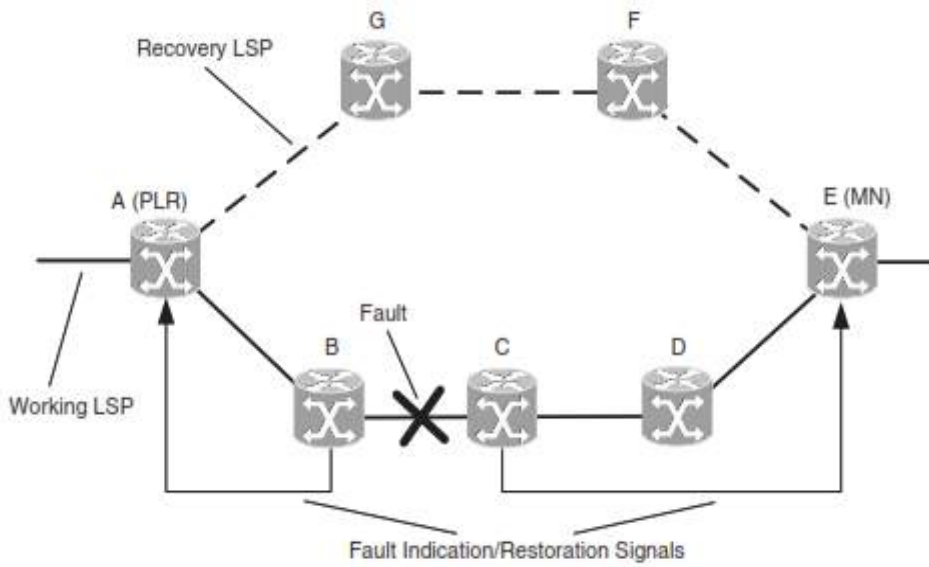 G
F
Recovery LSP
A (PLR)
E (MN)
Fault
B
C
D
Working LSP
Fault Indication/Restoration Signals